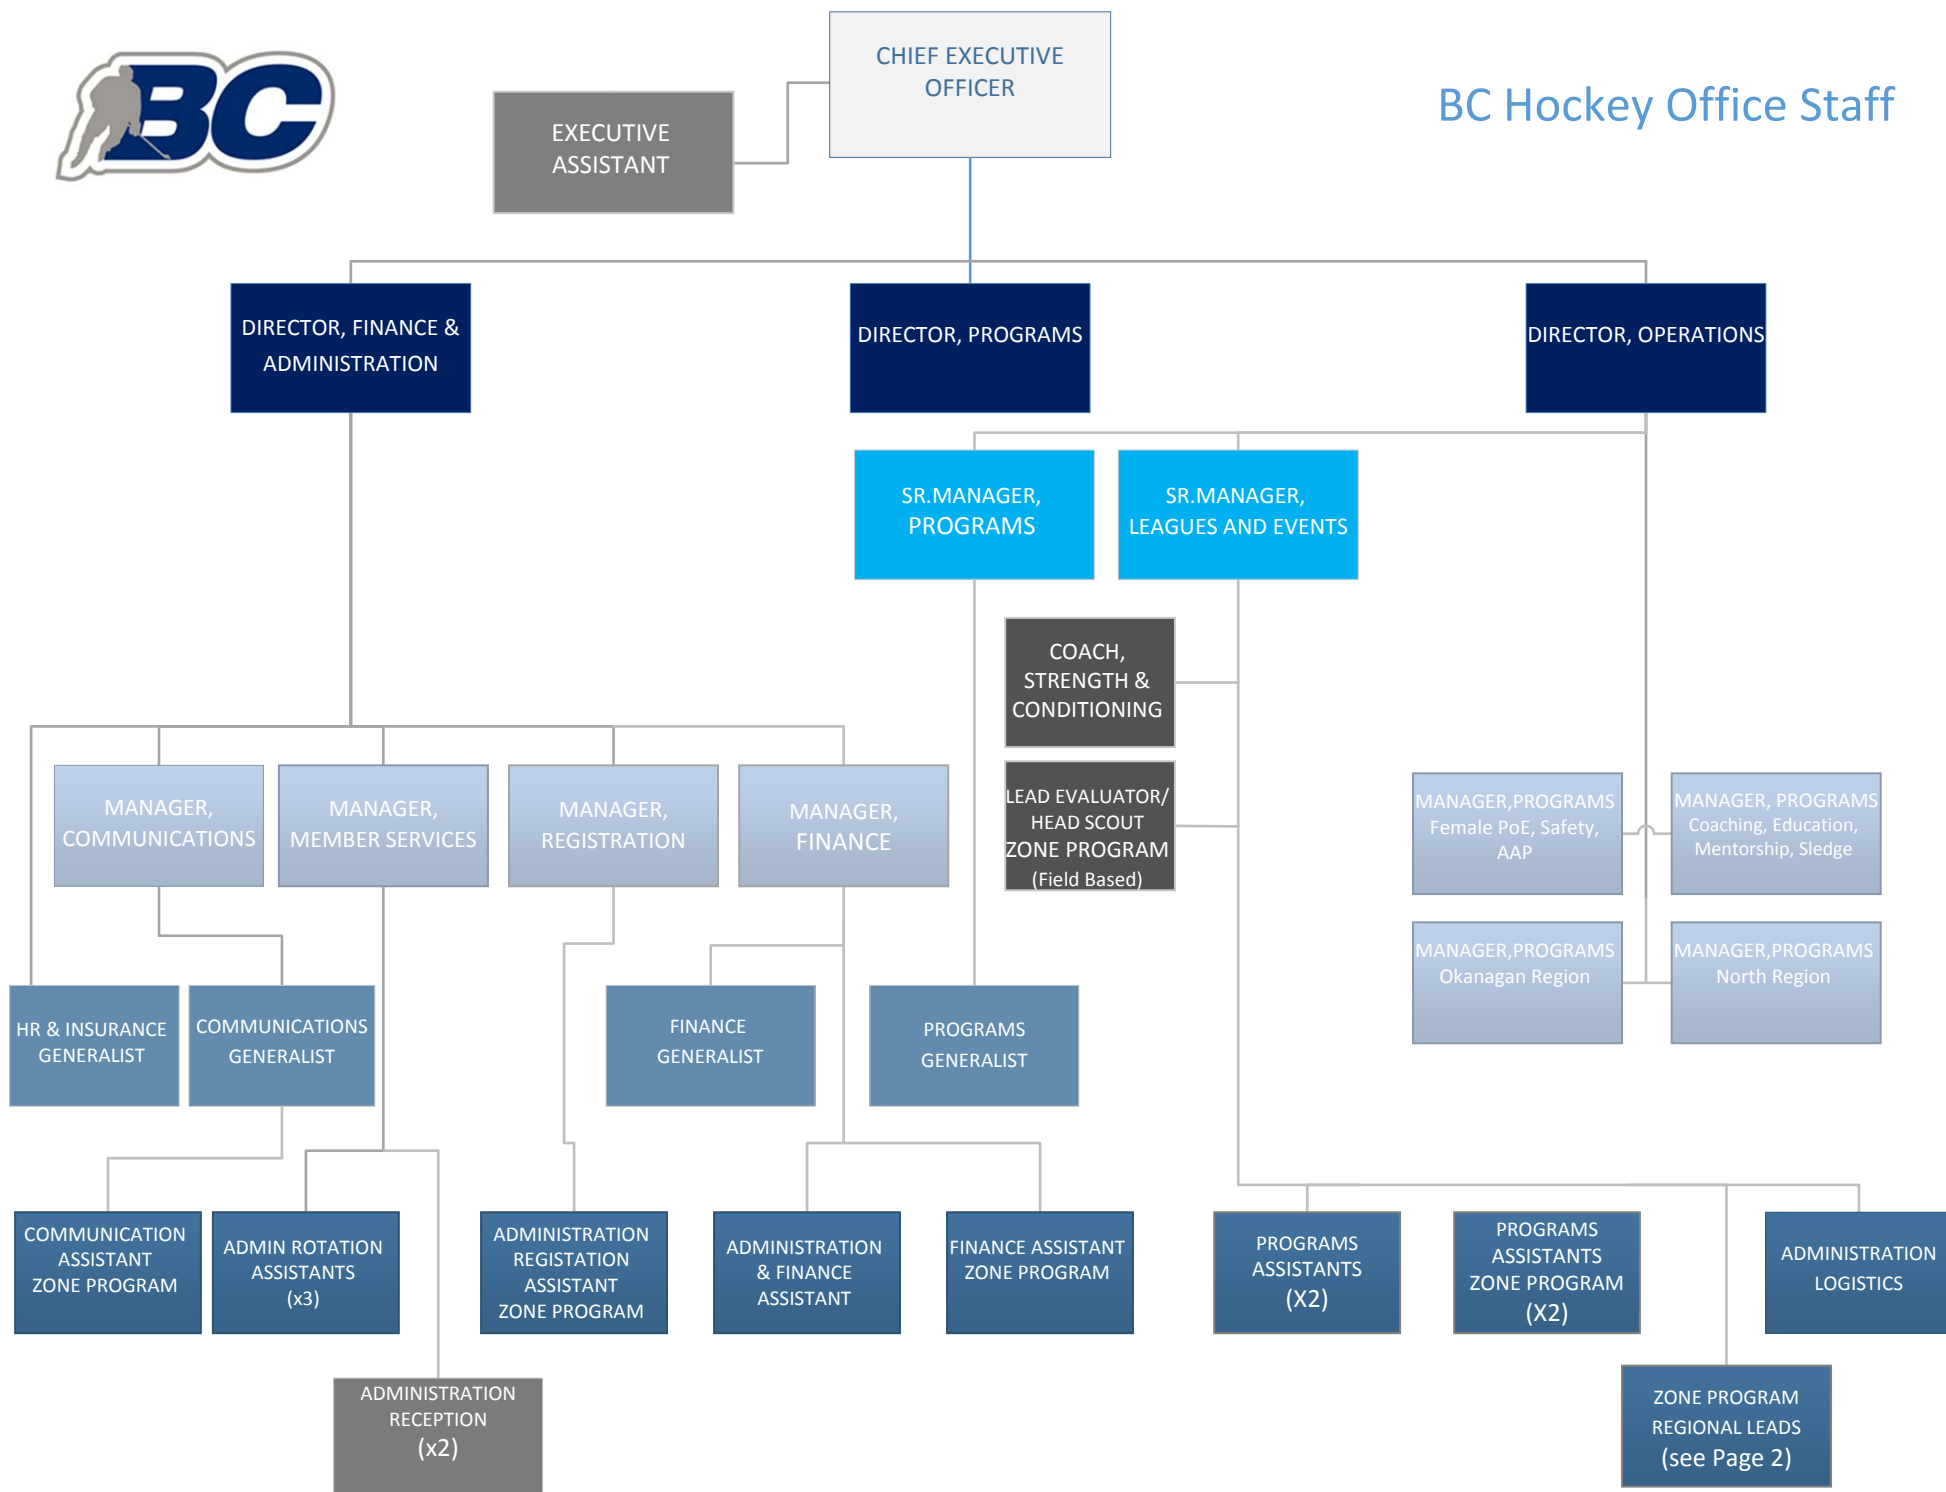 BC
BC Hockey Office Staff
CHIEF EXECUTIVE
OFFICER
EXECUTIVE
ASSISTANT
DIRECTOR, FINANCE &
ADMINISTRATION
DIRECTOR, PROGRAMS
DIRECTOR, OPERATIONS
SR.MANAGER,
PROGRAMS
SR.MANAGER,
LEAGUES AND EVENTS
COACH,
STRENGTH &
CONDITIONING
LEAD EVALUATOR/
HEAD SCOUT
ZONE PROGRAM
(Field Based)
MANAGER,
COMMUNICATIONS
MANAGER,
MEMBER SERVICES
MANAGER,
REGISTRATION
MANAGER,
FINANCE
MANAGER,PROGRAMS
Female PoE, Safety,
AAP
MANAGER, PROGRAMS
Coaching, Education,
Mentorship, Sledge
MANAGER,PROGRAMS
Okanagan Region
MANAGER,PROGRAMS
North Region
HR & INSURANCE
GENERALIST
COMMUNICATIONS
GENERALIST
FINANCE
GENERALIST
PROGRAMS
GENERALIST
COMMUNICATION
ASSISTANT
ZONE PROGRAM
ADMIN ROTATION
ASSISTANTS
(x3)
ADMINISTRATION
REGISTATION
ASSISTANT
ZONE PROGRAM
ADMINISTRATION
& FINANCE
ASSISTANT
FINANCE ASSISTANT
ZONE PROGRAM
PROGRAMS
ASSISTANTS
(X2)
PROGRAMS
ASSISTANTS
ZONE PROGRAM
(X2)
ADMINISTRATION
LOGISTICS
ADMINISTRATION
RECEPTION
(x2)
ZONE PROGRAM
REGIONAL LEADS
(see Page 2)